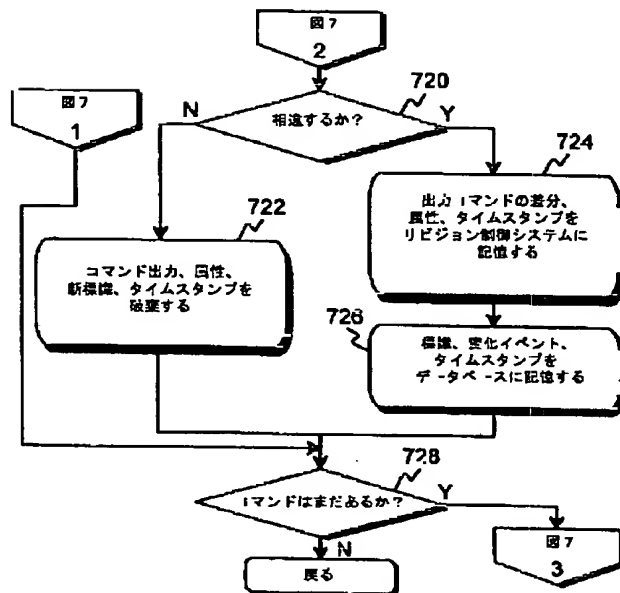 図7
2
720
N
相違するか?
Y
図7
1
724
出力コマンドの差分、
属性、タイムスタンプを
リビジョン制御システムに
記憶する
722
コマンド出力、属性、
新標識、タイムスタンプを
破棄する
726
標識、変化イベント、
タイムスタンプを
データベースに記憶する
728
コマンドはまだあるか?
Y
N
戻る
図7
3